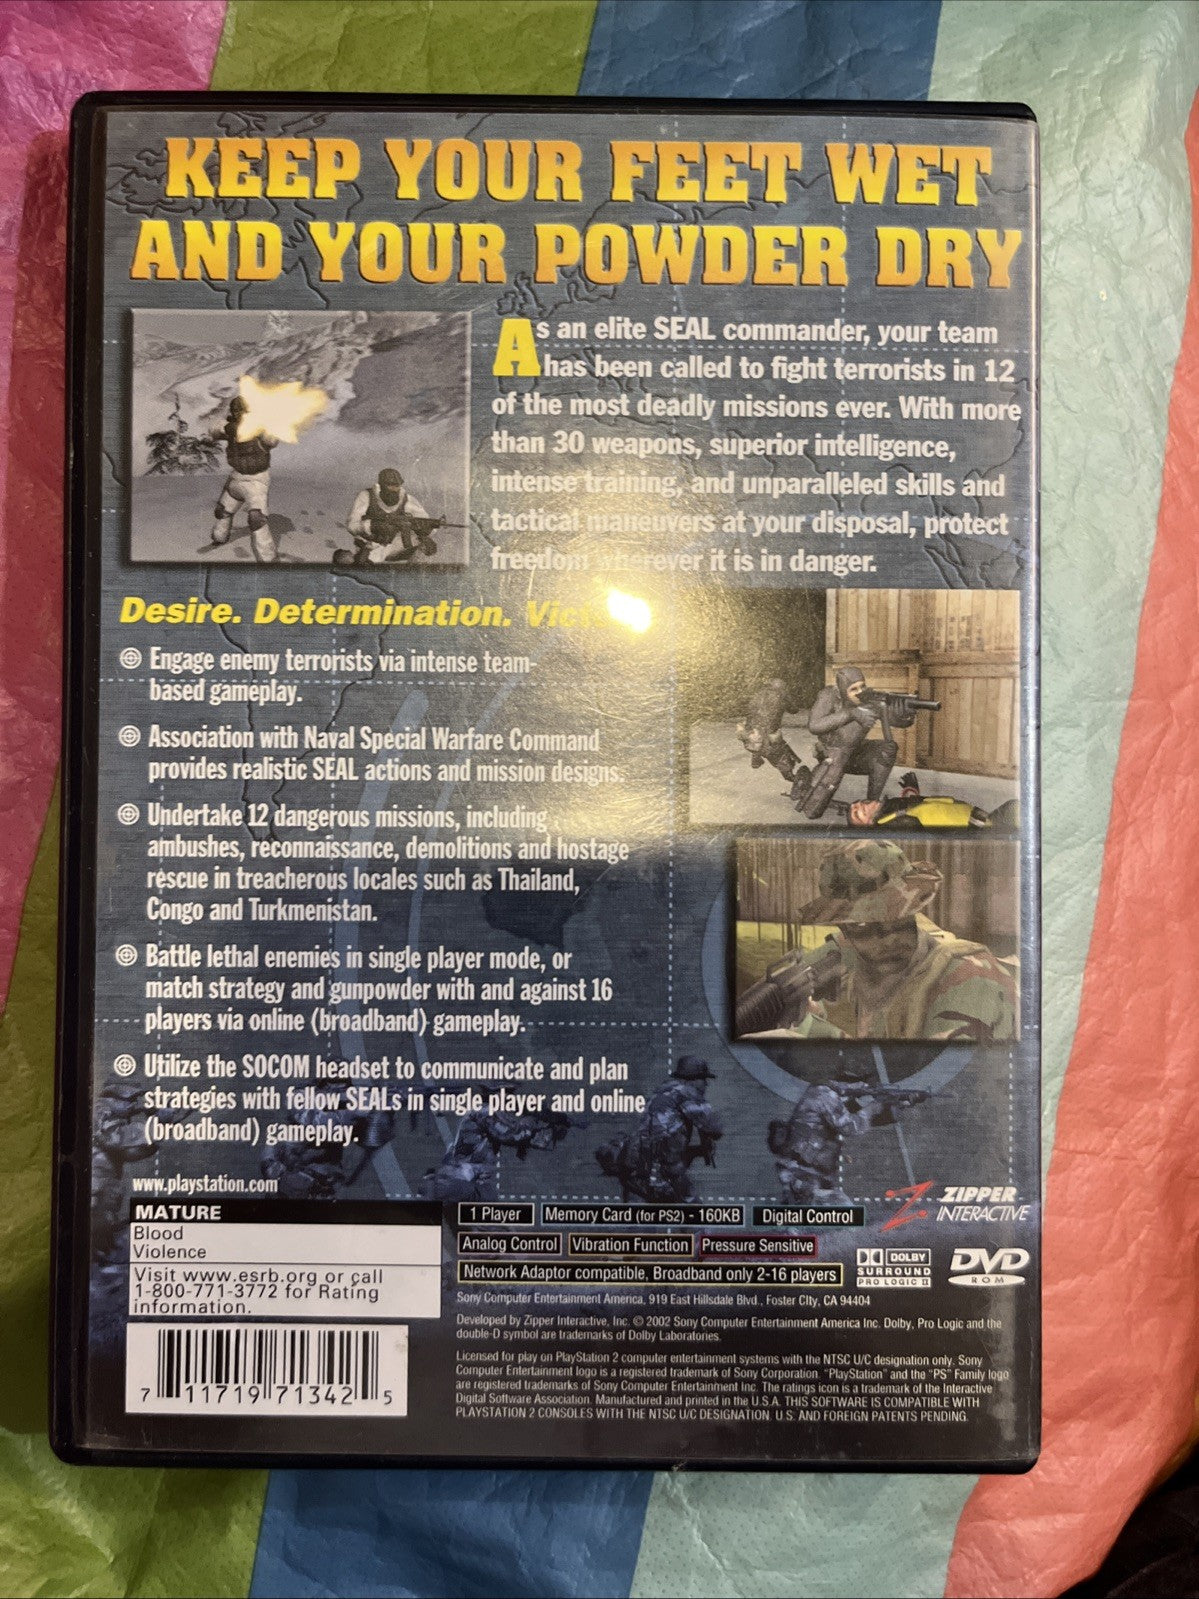 KEEP YOUR FEET WET
AND YOUR POWDER DRY
As an elite SEAL commander, your team
has been called to fight terrorists in 12
of the most deadly missions ever. With more
than 30 weapons, superior intelligence,
intense training, and unparalleled skills and
tactical maneuvers at your disposal, protect
freedom wherever it is in danger.
Desire. Determination.
Engage enemy terrorists via intense team-
based gameplay.
Association with Naval Special Warfare Command
provides realistic SEAL actions and mission designs.
Undertake 12 dangerous missions, including
ambushes, reconnaissance, demolitions and hostage
rescue in treacherous locales such as Thailand,
Congo and Turkmenistan.
Battle lethal enemies in single player mode, or
match strategy and gunpowder with and against 16
players via online (broadband) gameplay.
Utilize the SOCOM headset to communicate and plan
strategies with fellow SEALs in single player and online
(broadband) gameplay.
www.playstation.com
MATURE
Blood
Violence
Visit www.esrb.org or call
1-800-771-3772 for Rating
information.
7 11719 71342 5
1 Player Memory Card (for PS2) - 160KB Digital Control
Analog Control Vibration Function Pressure Sensitive
Network Adaptor compatible, Broadband only 2-16 players
ZIPPER
INTERACTIVE
DOLBY
SURROUND
PRO LOGIC II
DVD
ROM
Sony Computer Entertainment America, 919 East Hillsdale Blvd., Foster City, CA 94404
Developed by Zipper Interactive, Inc. © 2002 Sony Computer Entertainment America Inc. Dolby, Pro Logic and the
double-D symbol are trademarks of Dolby Laboratories.
Licensed for play on PlayStation 2 computer entertainment systems with the NTSC U/C designation only. Sony
Computer Entertainment logo is a registered trademark of Sony Corporation. "PlayStation" and the "PS" Family logo
are registered trademarks of Sony Computer Entertainment Inc. The ratings icon is a trademark of the Interactive
Digital Software Association. Manufactured and printed in the U.S.A. THIS SOFTWARE IS COMPATIBLE WITH
PLAYSTATION 2 CONSOLES WITH THE NTSC U/C DESIGNATION. U.S. AND FOREIGN PATENTS PENDING.